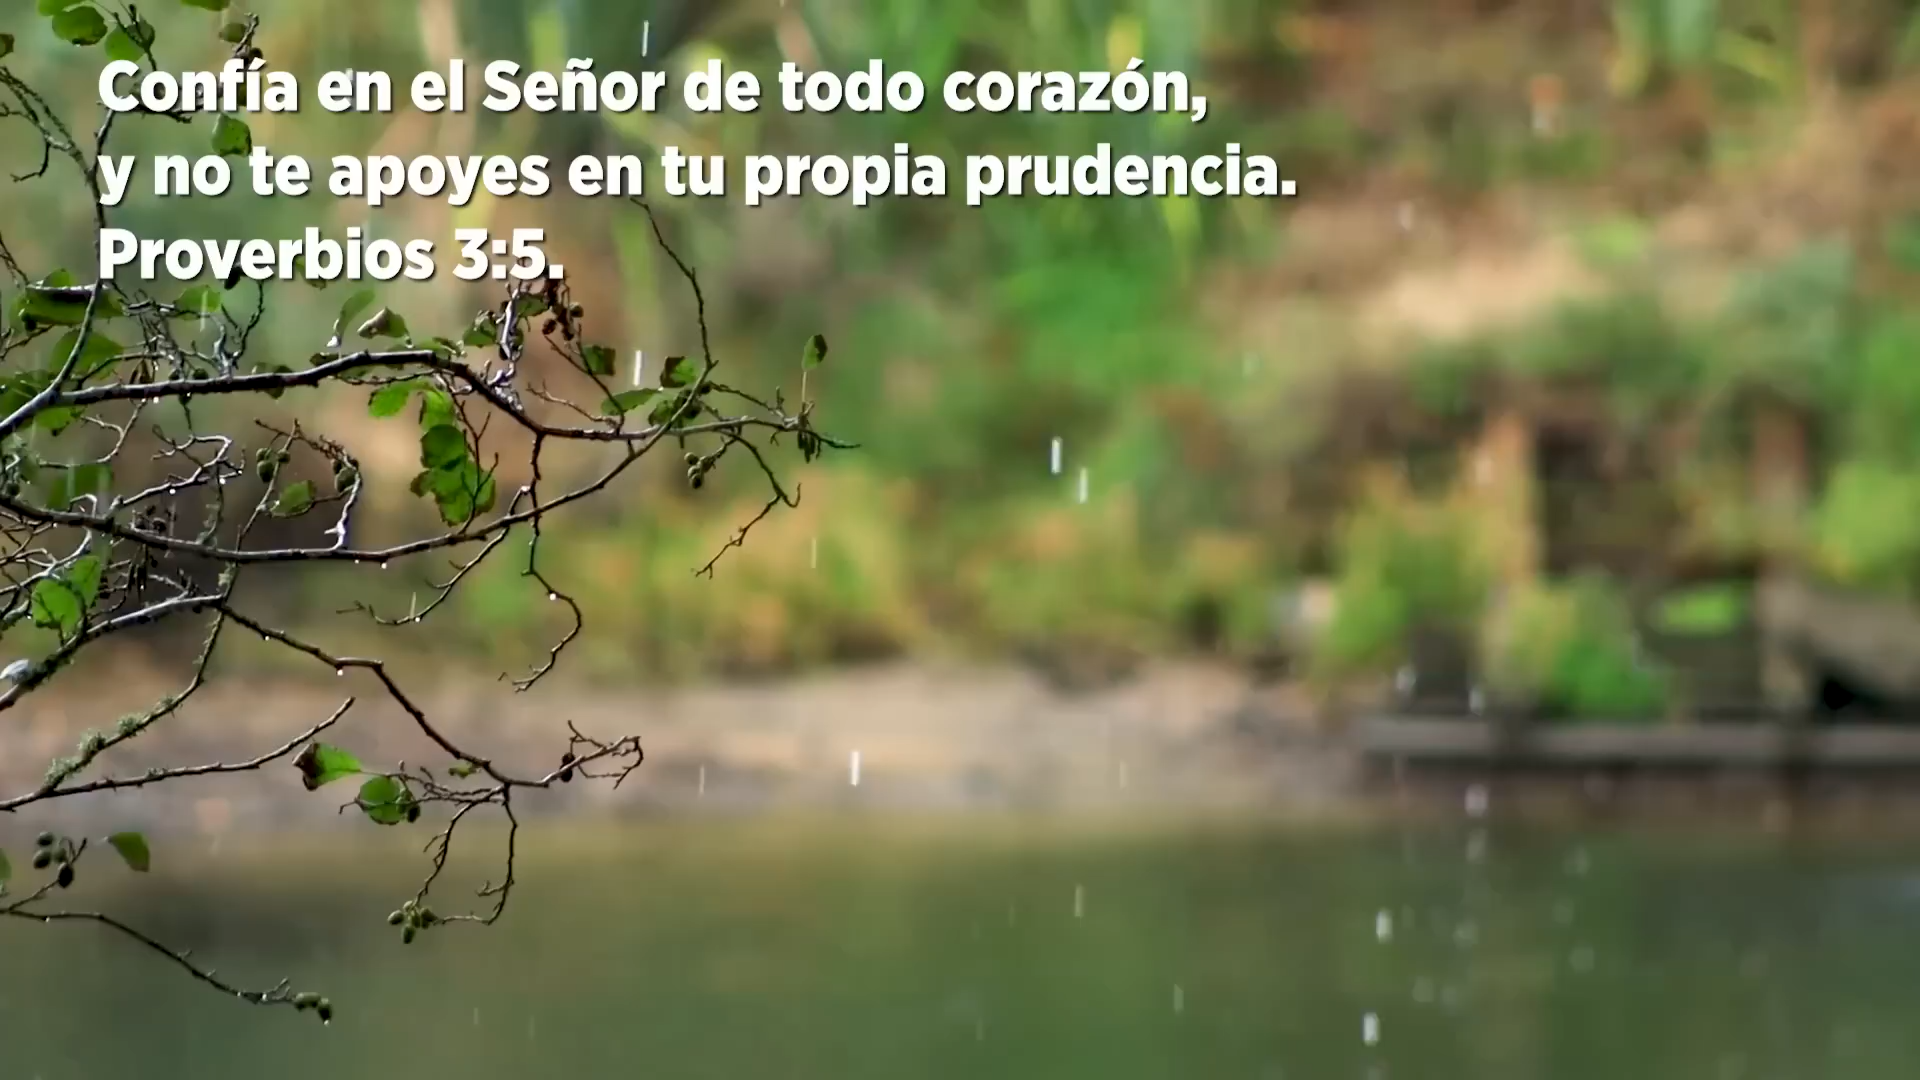 Confía en el Señor de todo corazón,
y no te apoyes en tu propia prudencia.
Proverbios 3:5.